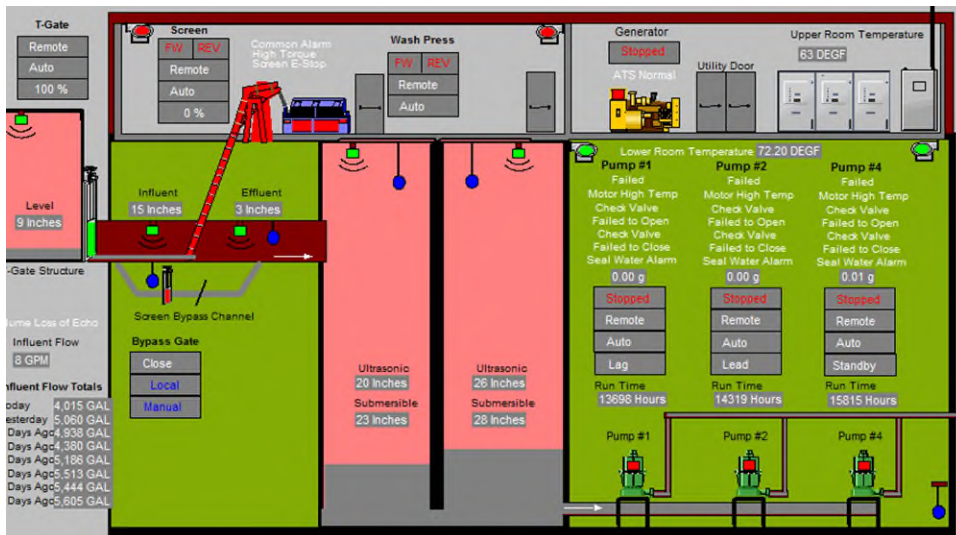 T-Gate
Remote
Auto
100 %
Level
9 Inches
-Gate Structure
lume Loss of Echo
Influent Flow
8 GPM
nfluent Flow Totals
oday 4,015 GAL
esterday 5,060 GAL
Days Ago 4,938 GAL
Days Ago 4,380 GAL
Days Ago 5,186 GAL
Days Ago 5,513 GAL
Days Ago 5,444 GAL
Days Ago 5,605 GAL
Screen
FW REV
Remote
Auto
0 %
Common Alarm
High Torque
Screen E-Stop
Wash Press
FW REV
Remote
Auto
Influent
15 Inches
Effluent
3 Inches
Screen Bypass Channel
Bypass Gate
Close
Local
Manual
Ultrasonic
20 Inches
Submersible
23 Inches
Ultrasonic
26 Inches
Submersible
28 Inches
Generator
Stopped
ATS Normal
Utility Door
Upper Room Temperature
63 DEGF
Lower Room Temperature 72.20 DEGF
Pump #1
Failed
Motor High Temp
Check Valve
Failed to Open
Check Valve
Failed to Close
Seal Water Alarm
0.00 g
Stopped
Remote
Auto
Lag
Run Time
13698 Hours
Pump #1
Pump #2
Failed
Motor High Temp
Check Valve
Failed to Open
Check Valve
Failed to Close
Seal Water Alarm
0.00 g
Stopped
Remote
Auto
Lead
Run Time
14319 Hours
Pump #2
Pump #4
Failed
Motor High Temp
Check Valve
Failed to Open
Check Valve
Failed to Close
Seal Water Alarm
0.01 g
Stopped
Remote
Auto
Standby
Run Time
15815 Hours
Pump #4